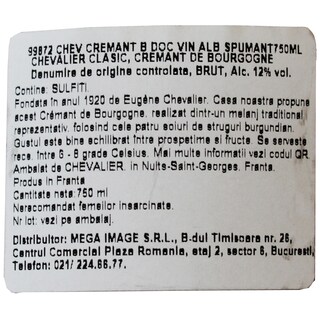 99872 CHEV CREMANT B DOC VIN ALB SPUMANT750ML
CHEVALIER CLASIC, CREMANT DE BOURGOGNE
Denumire de origine controlata, BRUT, Alc. 12% vol.
Contine: SULFITI.
Fondata în anul 1920 de Eugène Chevalier. Casa noastra propune
acest Crémant de Bourgogne, realizat dintr-un melanj traditional,
reprezentativ, folosind cele patru soiuri de struguri burgundieni.
Gustul este bine echilibrat între prospetime si fructe. Se serveste
rece, între 6 - 8 grade Celsius. Mai multe informatii vezi codul QR
Ambalat de CHEVALIER, in Nuits-Saint-Georges, Franta.
Produs in Franta
Cantitate neta: 750 ml
Nerecomandat femeilor insarcinate.
Nr lot: vezi pe ambalaj.
Distribuitor: MEGA IMAGE S.R.L., B-dul Timisoara nr. 26,
Centrul Comercial Plaza Romania, etaj 2, sector 6, Bucuresti,
Telefon: 021/ 224.66.77.